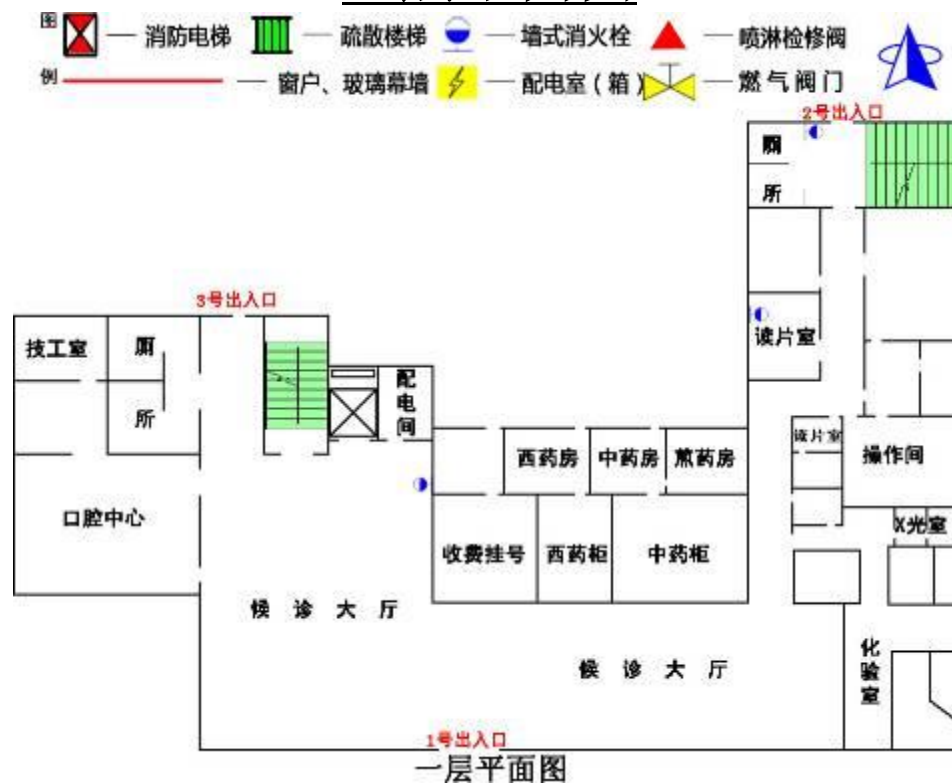 图 消防电梯 疏散楼梯 墙式消火栓 喷淋检修阀
例 窗户、玻璃幕墙 配电室(箱) 燃气阀门
2号出入口
厕所
3号出入口
读片室
技工室
厕所
配电间
读片室
操作间
西药房 中药房 煎药房
口腔中心
X光室
收费挂号 西药柜 中药柜
候诊大厅
候诊大厅
化验室
1号出入口
一层平面图